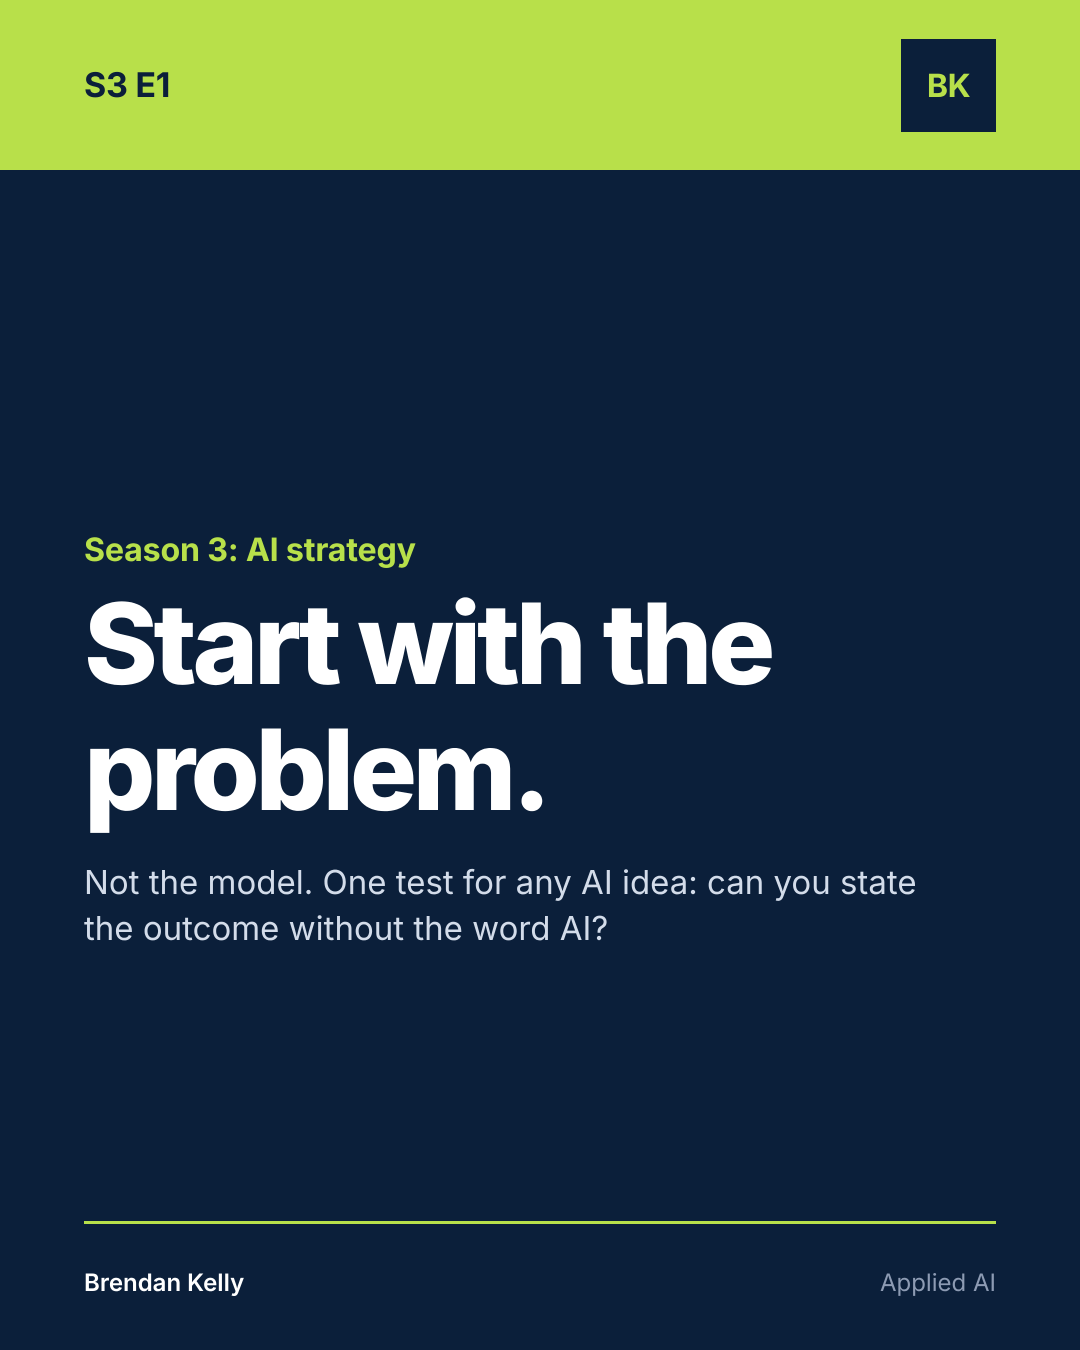 S3 E1
BK
Season 3: AI strategy
Start with the
problem.
Not the model. One test for any AI idea: can you state
the outcome without the word AI?
Brendan Kelly
Applied AI